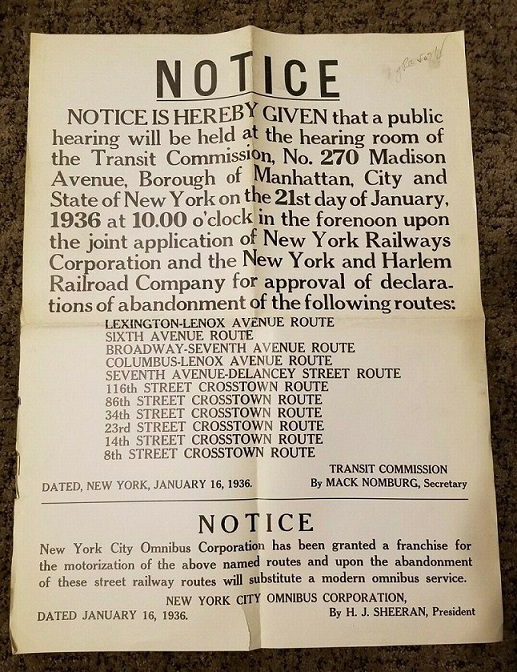 NOTICE
NOTICE IS HEREBY GIVEN that a public
hearing will be held at the hearing room of
the Transit Commission, No. 270 Madison
Avenue, Borough of Manhattan, City and
State of New York on the 21st day of January,
1936 at 10.00 o'clock in the forenoon upon
the joint application of New York Railways
Corporation and the New York and Harlem
Railroad Company for approval of declara-
tions of abandonment of the following routes:
LEXINGTON-LENOX AVENUE ROUTE
SIXTH AVENUE ROUTE
BROADWAY-SEVENTH AVENUE ROUTE
COLUMBUS-LENOX AVENUE ROUTE
SEVENTH AVENUE-DELANCEY STREET ROUTE
116th STREET CROSSTOWN ROUTE
86th STREET CROSSTOWN ROUTE
34th STREET CROSSTOWN ROUTE
23rd STREET CROSSTOWN ROUTE
14th STREET CROSSTOWN ROUTE
8th STREET CROSSTOWN ROUTE
TRANSIT COMMISSION
DATED, NEW YORK, JANUARY 16, 1936. By MACK NOMBURG, Secretary
NOTICE
New York City Omnibus Corporation has been granted a franchise for
the motorization of the above named routes and upon the abandonment
of these street railway routes will substitute a modern omnibus service.
NEW YORK CITY OMNIBUS CORPORATION,
DATED JANUARY 16, 1936. By H. J. SHEERAN, President